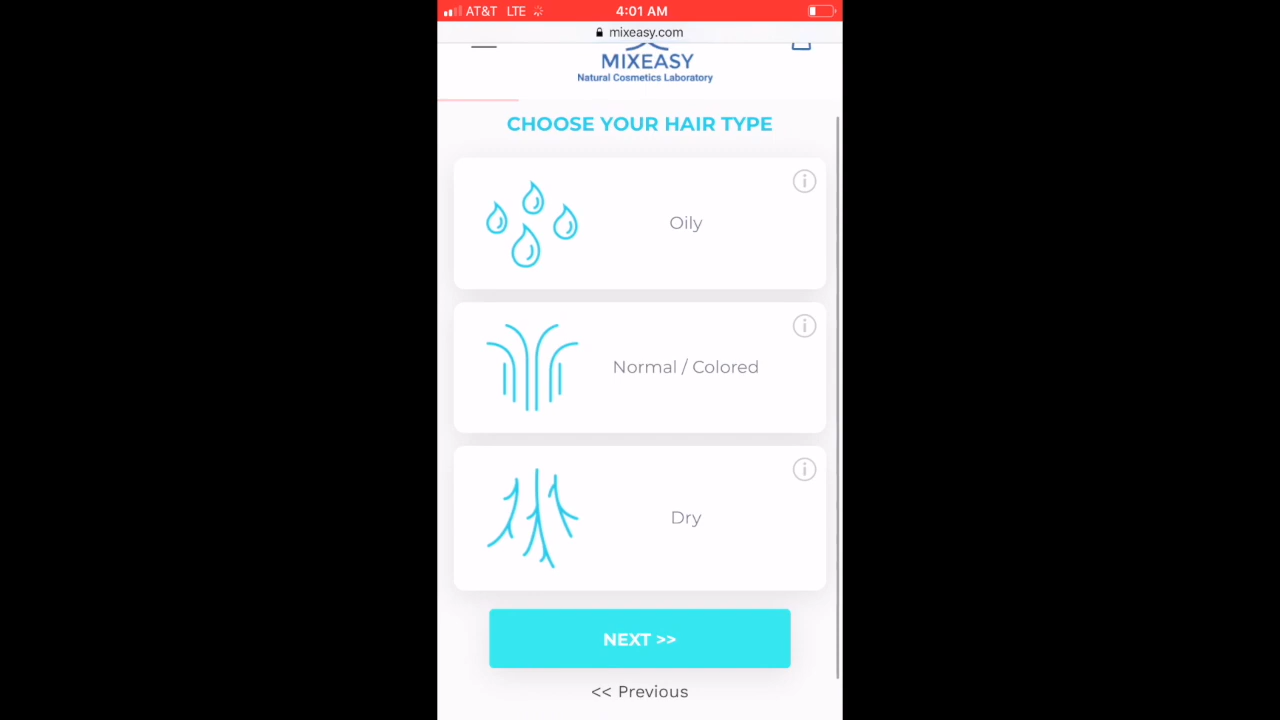 AT&T LTE 4:01 AM
mixeasy.com
MIXEASY
Natural Cosmetics Laboratory
CHOOSE YOUR HAIR TYPE
Oily
Normal / Colored
Dry
NEXT >>
<< Previous